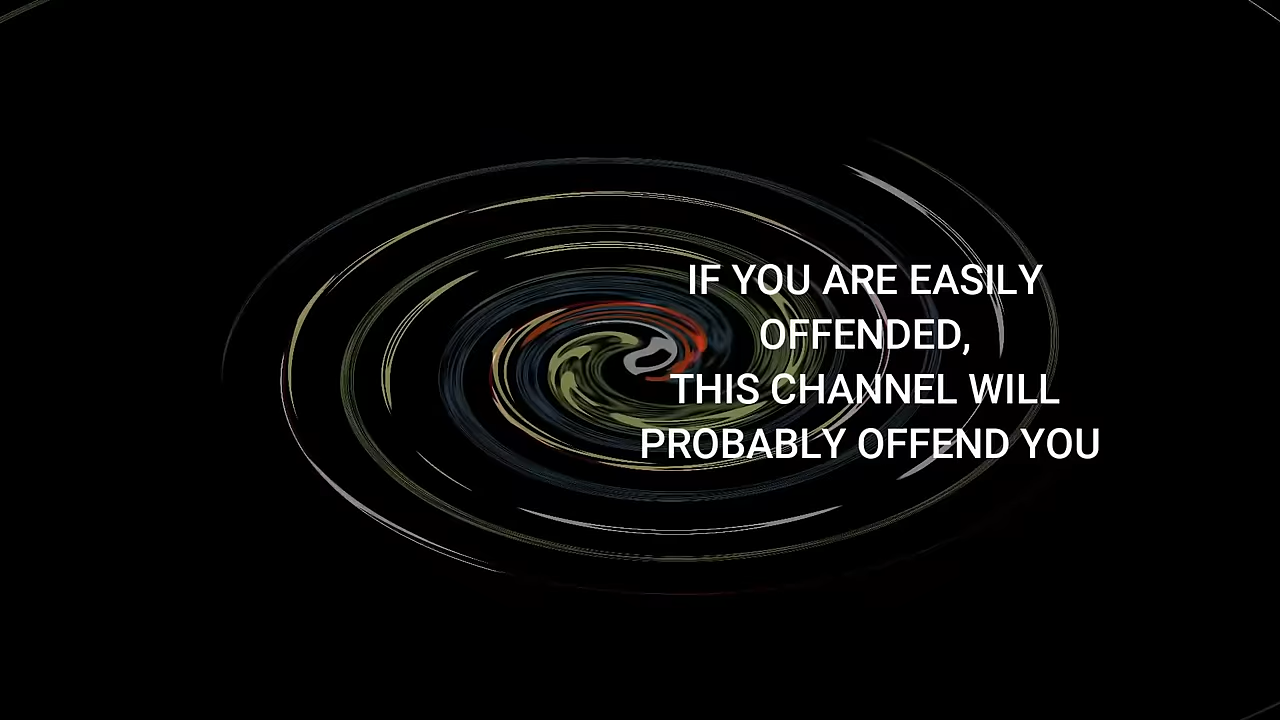 IF YOU ARE EASILY
OFFENDED,
THIS CHANNEL WILL
PROBABLY OFFEND YOU